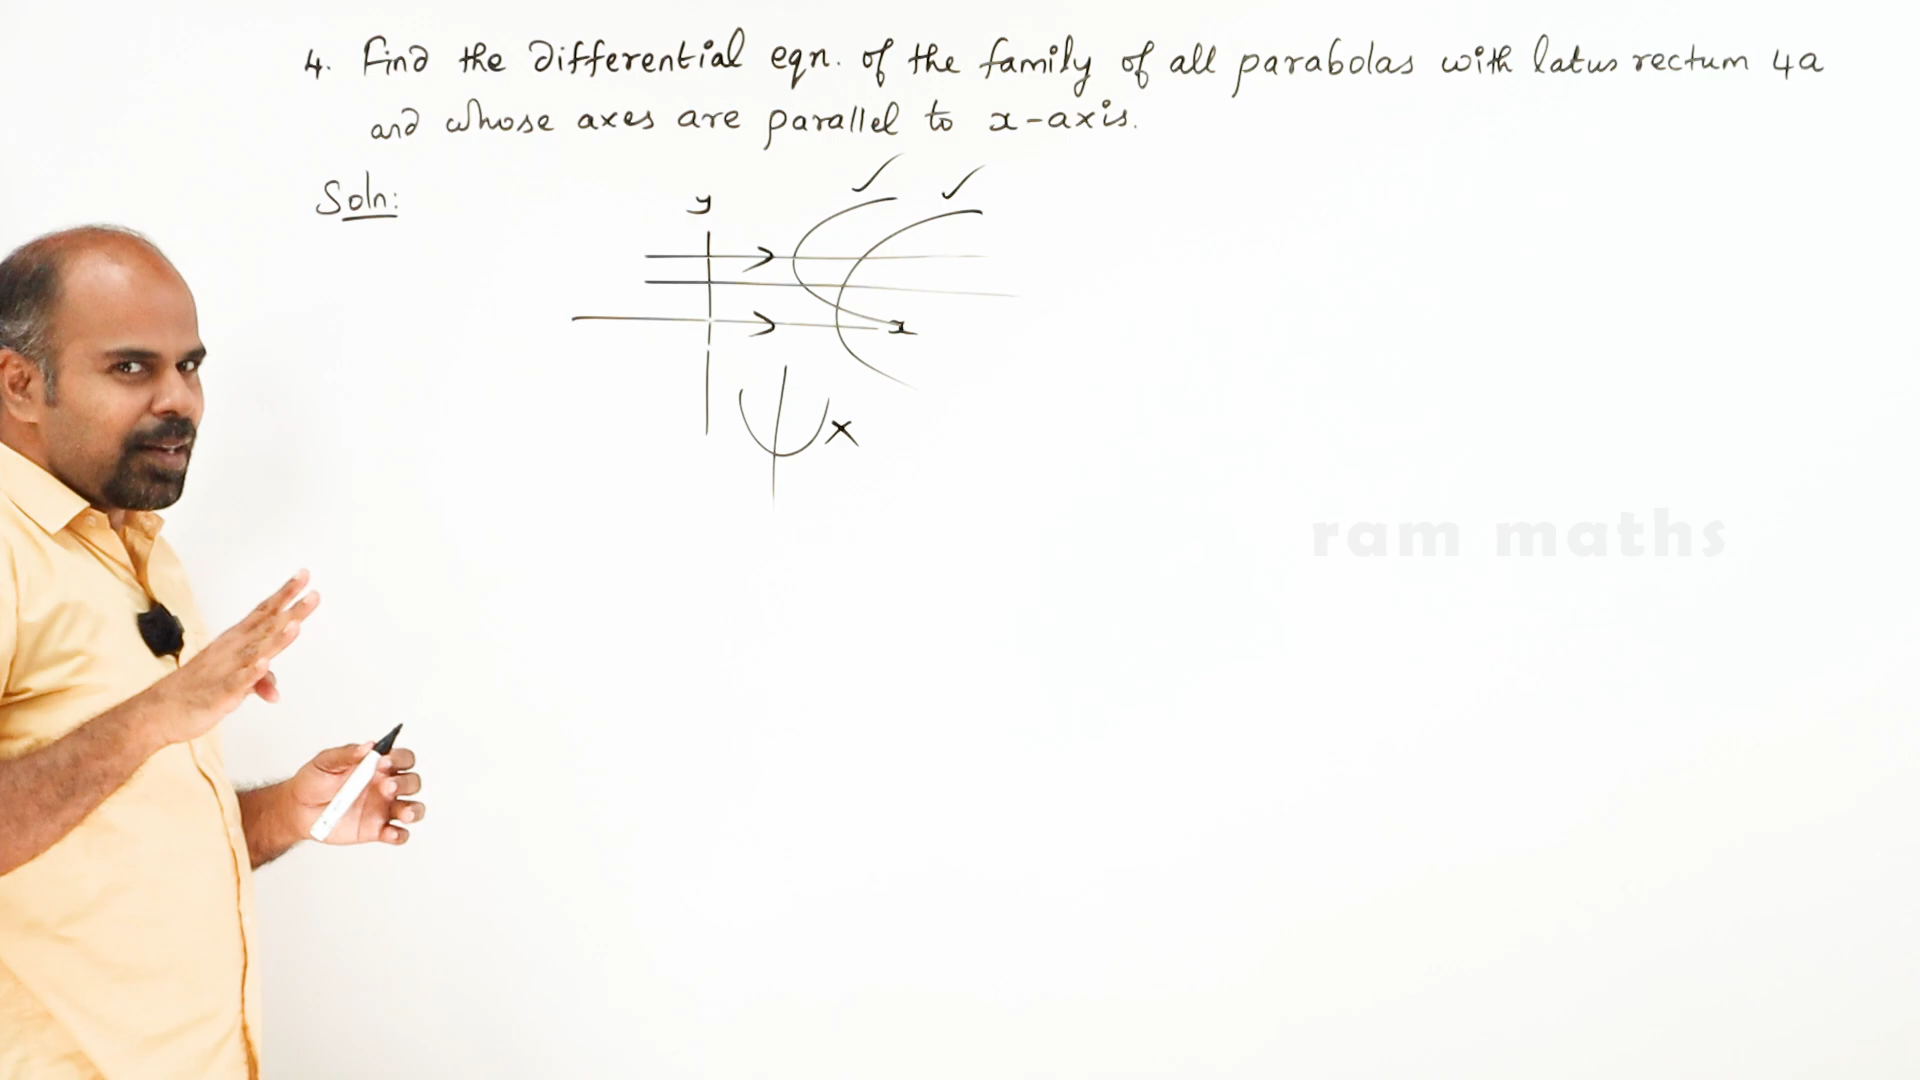 4. Find the differential eqn. of the family of all parabolas with latus rectum 4a
and whose axes are parallel to x-axis.
Soln:
y
x
ram maths